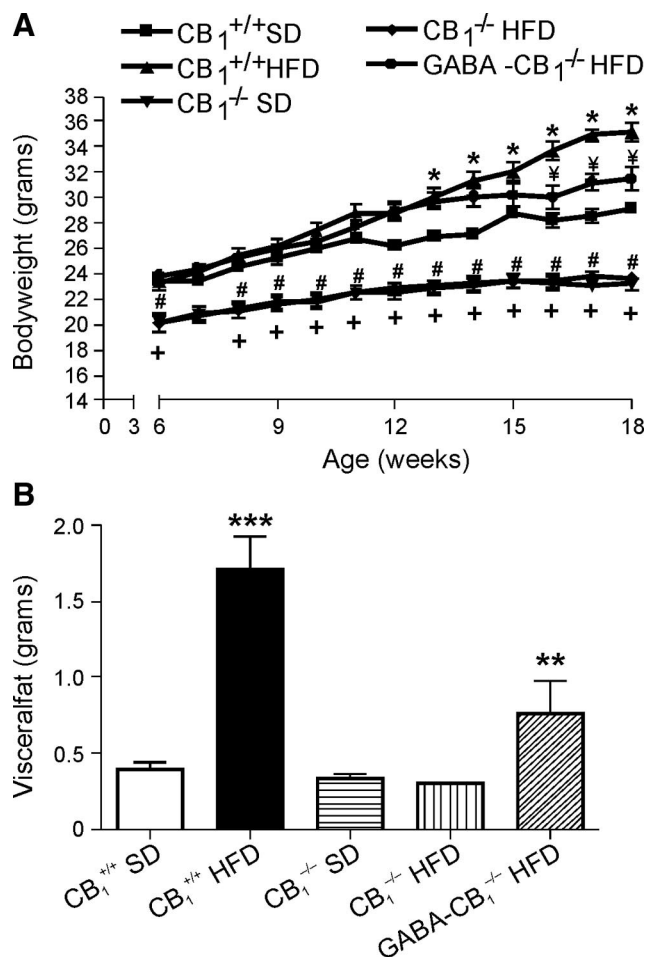 A
CB₁⁺/⁺SD
CB₁⁺/⁺HFD
CB₁⁻/⁻ SD
CB₁⁻/⁻ HFD
GABA -CB₁⁻/⁻ HFD
Bodyweight (grams)
38
36
34
32
30
28
26
24
22
20
18
16
14
* * * * * *
¥ ¥ ¥
# # # # # # # # # # # #
+ + + + + + + + + + + +
0 3 6 9 12 15 18
Age (weeks)
B
Visceralfat (grams)
2.0
1.5
1.0
0.5
0
***
**
CB₁⁺/⁺ SD
CB₁⁺/⁺ HFD
CB₁⁻/⁻ SD
CB₁⁻/⁻ HFD
GABA-CB₁⁻/⁻ HFD